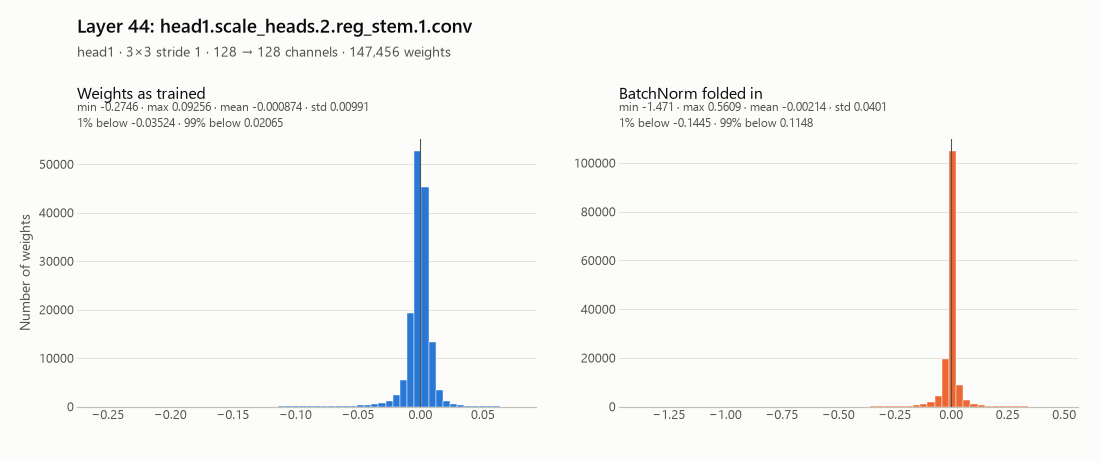 Layer 44: head1.scale_heads.2.reg_stem.1.conv
head1 · 3×3 stride 1 · 128 → 128 channels · 147,456 weights
Weights as trained
min -0.2746 · max 0.09256 · mean -0.000874 · std 0.00991
1% below -0.03524 · 99% below 0.02065
Number of weights
50000
40000
30000
20000
10000
0
−0.25 −0.20 −0.15 −0.10 −0.05 0.00 0.05
BatchNorm folded in
min -1.471 · max 0.5609 · mean -0.00214 · std 0.0401
1% below -0.1445 · 99% below 0.1148
100000
80000
60000
40000
20000
0
−1.25 −1.00 −0.75 −0.50 −0.25 0.00 0.25 0.50